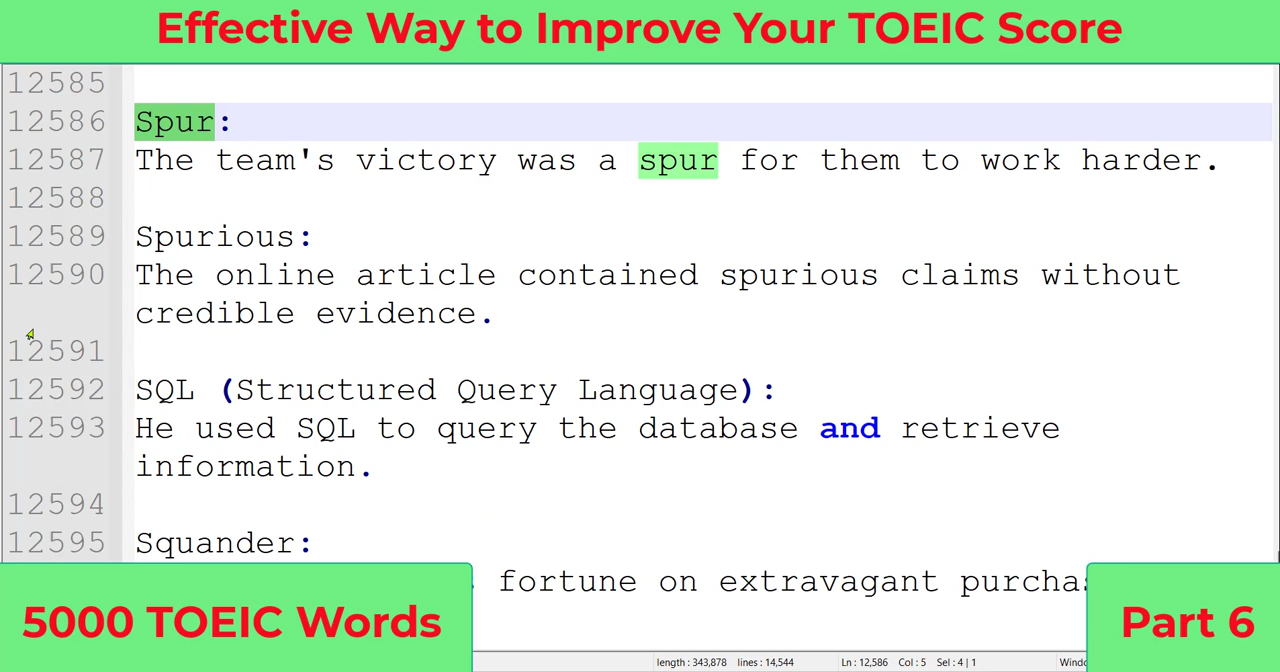 Effective Way to Improve Your TOEIC Score
12585
12586 Spur:
12587 The team's victory was a spur for them to work harder.
12588
12589 Spurious:
12590 The online article contained spurious claims without
credible evidence.
12591
12592 SQL (Structured Query Language):
12593 He used SQL to query the database and retrieve
information.
12594
12595 Squander:
fortune on extravagant
5000 TOEIC Words
Part 6
length : 343,878 lines : 14,544 Ln : 12,586 Col : 5 Sel : 4 | 1